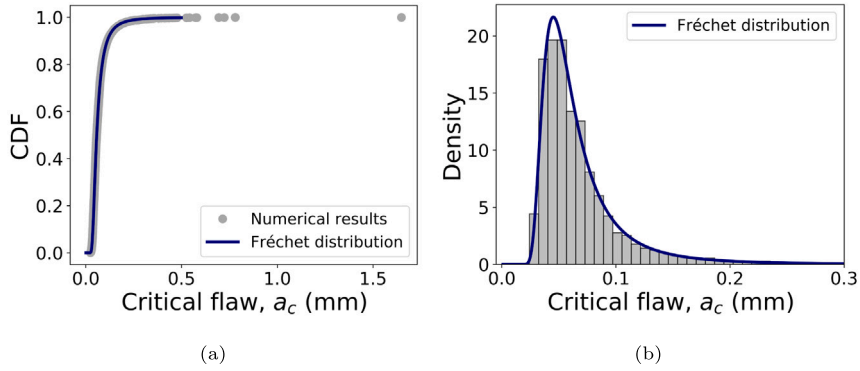 1.0
0.8
0.6
0.4
0.2
0.0
CDF
Numerical results
Fréchet distribution
0.0 0.5 1.0 1.5
Critical flaw, a_c (mm)
(a)
20
15
10
5
0
Density
Fréchet distribution
0.0 0.1 0.2 0.3
Critical flaw, a_c (mm)
(b)